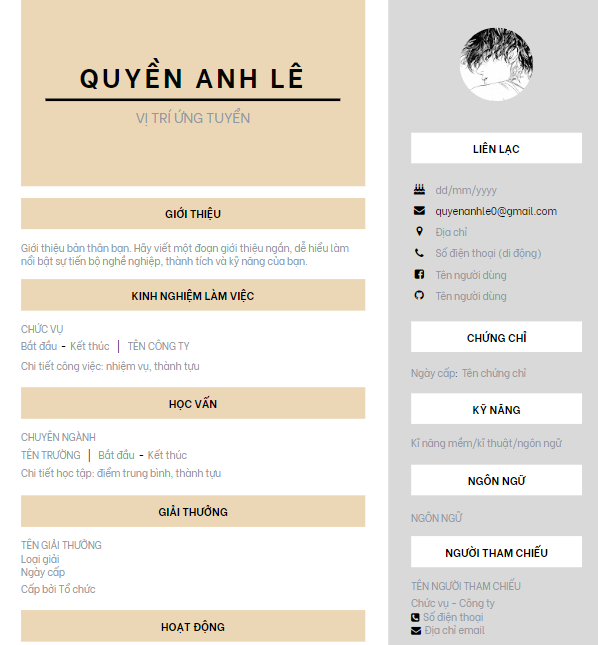 QUYỀN ANH LÊ
VỊ TRÍ ỨNG TUYỂN
GIỚI THIỆU
Giới thiệu bản thân bạn. Hãy viết một đoạn giới thiệu ngắn, dễ hiểu làm
nổi bật sự tiến bộ nghề nghiệp, thành tích và kỹ năng của bạn.
KINH NGHIỆM LÀM VIỆC
CHỨC VỤ
Bắt đầu - Kết thúc | TÊN CÔNG TY
Chi tiết công việc: nhiệm vụ, thành tựu
HỌC VẤN
CHUYÊN NGÀNH
TÊN TRƯỜNG | Bắt đầu - Kết thúc
Chi tiết học tập: điểm trung bình, thành tựu
GIẢI THƯỞNG
TÊN GIẢI THƯỞNG
Loại giải
Ngày cấp
Cấp bởi Tổ chức
HOẠT ĐỘNG
LIÊN LẠC
dd/mm/yyyy
quyenanhle0@gmail.com
Địa chỉ
Số điện thoại (di động)
Tên người dùng
Tên người dùng
CHỨNG CHỈ
Ngày cấp: Tên chứng chỉ
KỸ NĂNG
Kĩ năng mềm/kĩ thuật/ngôn ngữ
NGÔN NGỮ
NGÔN NGỮ
NGƯỜI THAM CHIẾU
TÊN NGƯỜI THAM CHIẾU
Chức vụ - Công ty
Số điện thoại
Địa chỉ email